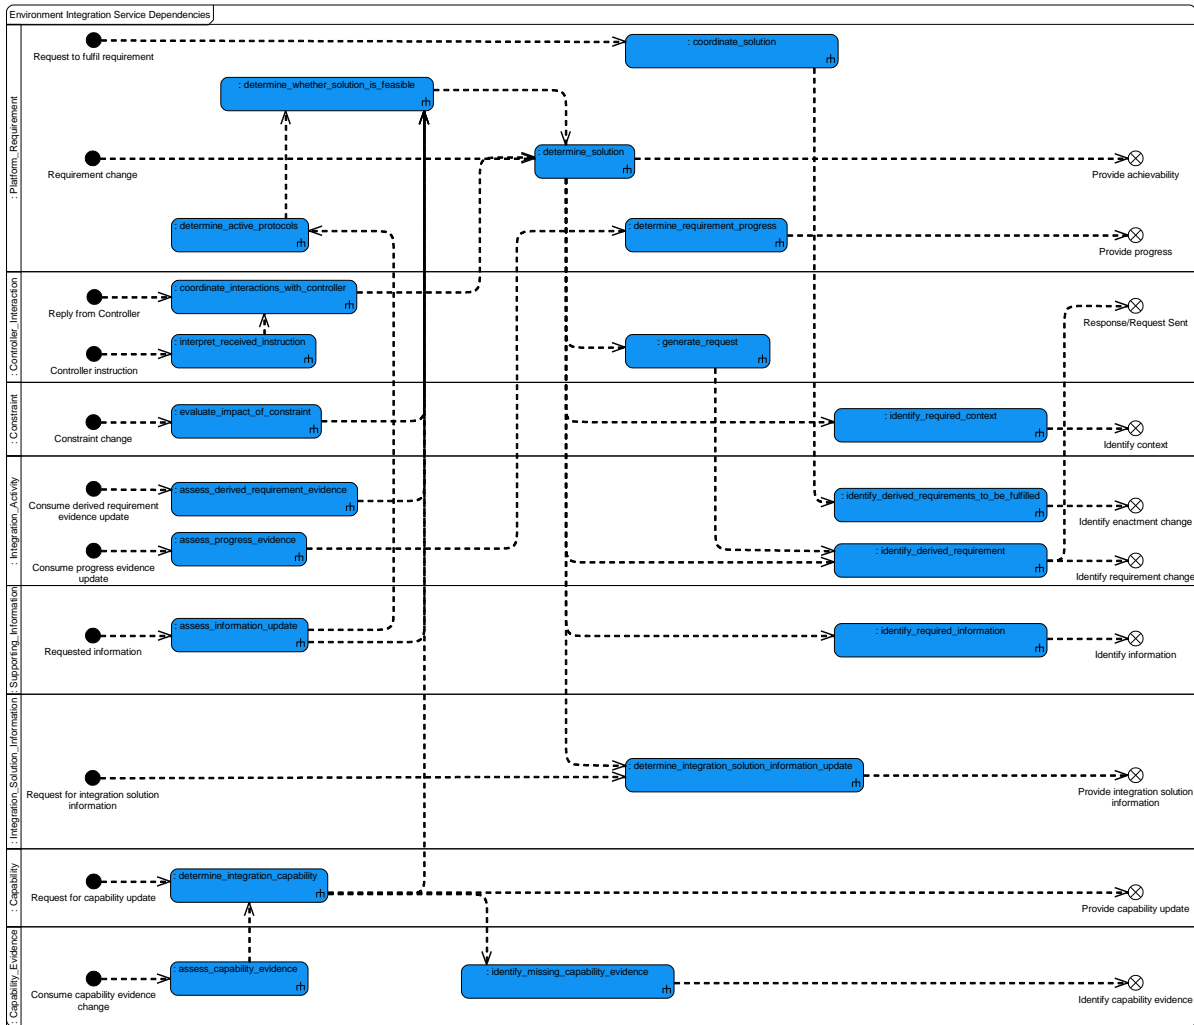 Environment Integration Service Dependencies
: Platform_Requirement
Request to fulfil requirement
: coordinate_solution
: determine_whether_solution_is_feasible
Requirement change
: determine_solution
Provide achievability
: determine_active_protocols
: determine_requirement_progress
Provide progress
: Controller_Interaction
Reply from Controller
: coordinate_interactions_with_controller
Response/Request Sent
Controller instruction
: interpret_received_instruction
: generate_request
: Constraint
Constraint change
: evaluate_impact_of_constraint
: identify_required_context
Identify context
: Integration_Activity
Consume derived requirement
evidence update
: assess_derived_requirement_evidence
: identify_derived_requirements_to_be_fulfilled
Identify enactment change
Consume progress evidence
update
: assess_progress_evidence
: identify_derived_requirement
Identify requirement change
: Supporting_Information
Requested information
: assess_information_update
: identify_required_information
Identify information
: Integration_Solution_Information
Request for integration solution
information
: determine_integration_solution_information_update
Provide integration solution
information
: Capability
Request for capability update
: determine_integration_capability
Provide capability update
: Capability_Evidence
Consume capability evidence
change
: assess_capability_evidence
: identify_missing_capability_evidence
Identify capability evidence